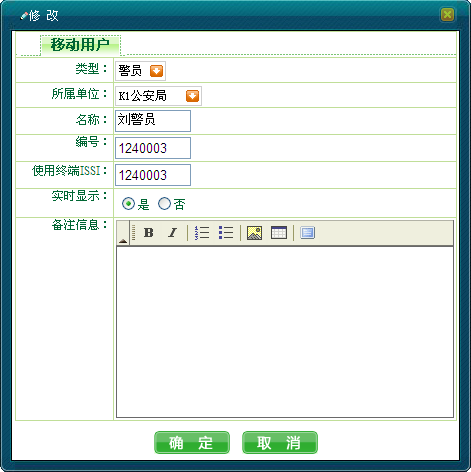 修 改
移动用户
类型： 警员
所属单位： K1公安局
名称： 刘警员
编号： 1240003
使用终端ISSI： 1240003
实时显示： 是 否
备注信息： B I
确 定 取 消